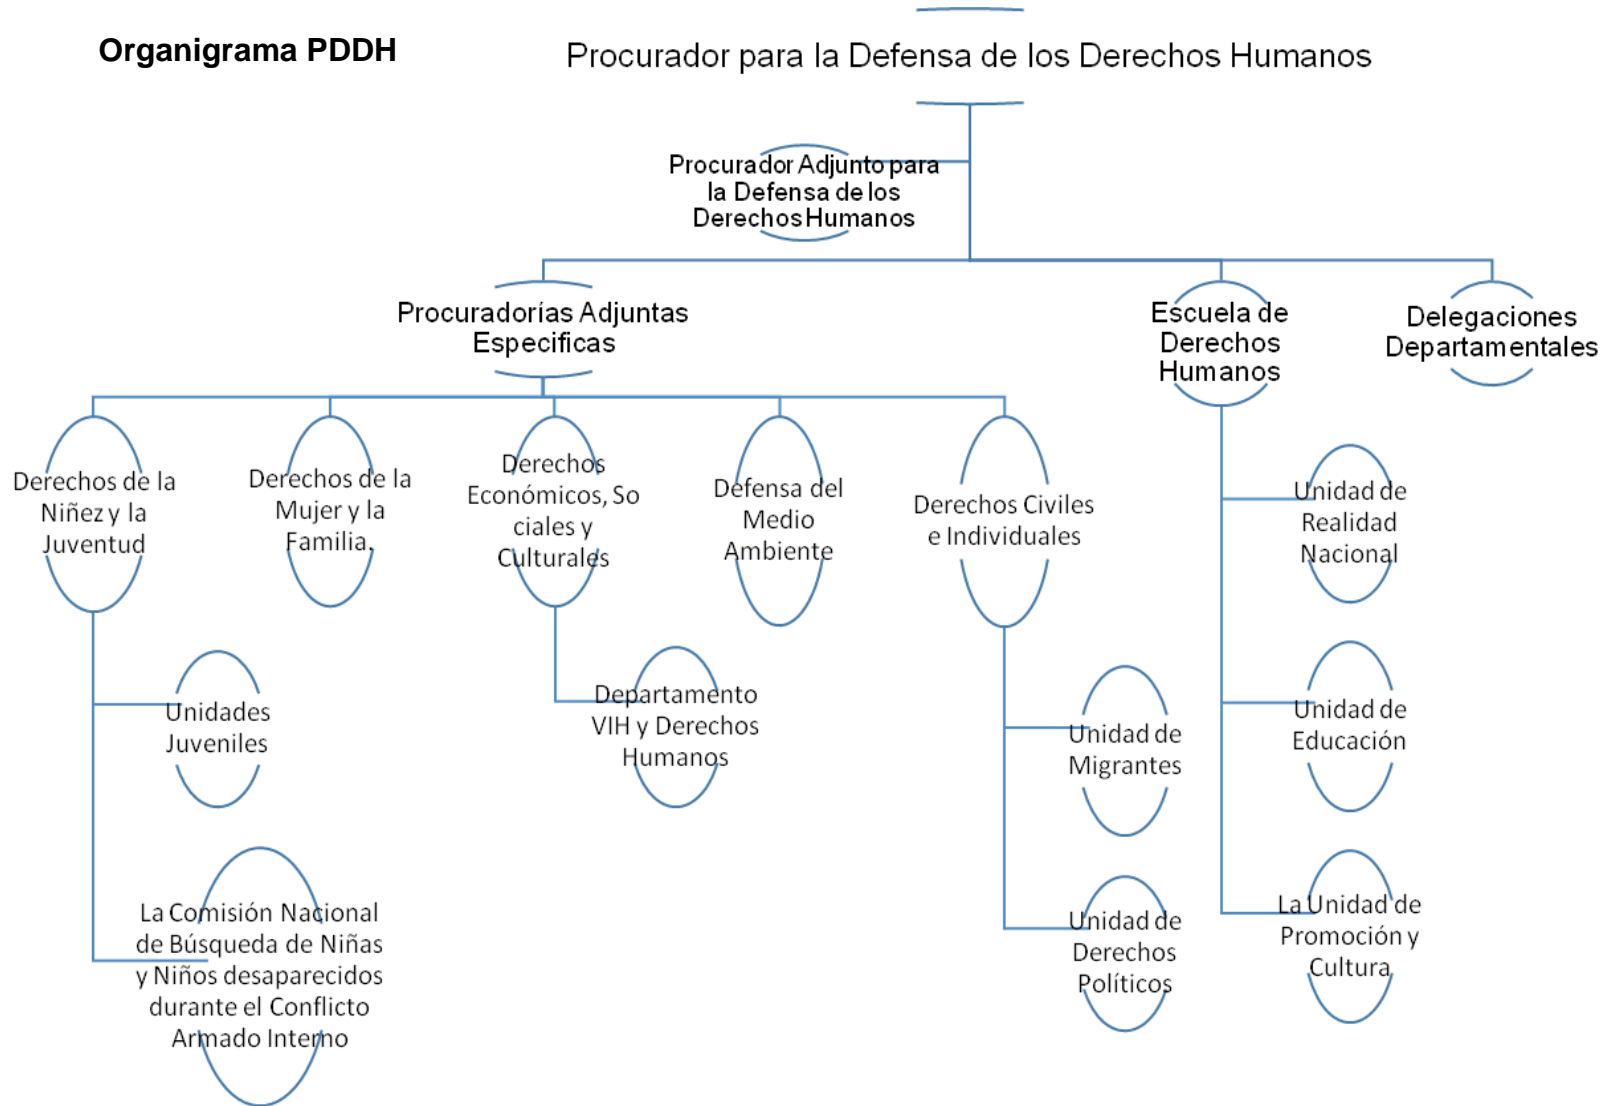 Organigrama PDDH
Procurador para la Defensa de los Derechos Humanos
Procurador Adjunto para
la Defensa de los
Derechos Humanos
Procuradorías Adjuntas
Especificas
Escuela de
Derechos
Humanos
Delegaciones
Departamentales
Derechos de la
Niñez y la
Juventud
Derechos de la
Mujer y la
Familia.
Derechos
Económicos, So
ciales y
Culturales
Defensa del
Medio
Ambiente
Derechos Civiles
e Individuales
Unidad de
Realidad
Nacional
Unidades
Juveniles
Departamento
VIH y Derechos
Humanos
Unidad de
Migrantes
Unidad de
Educación
La Comisión Nacional
de Búsqueda de Niñas
y Niños desaparecidos
durante el Conflicto
Armado Interno
Unidad de
Derechos
Políticos
La Unidad de
Promoción y
Cultura